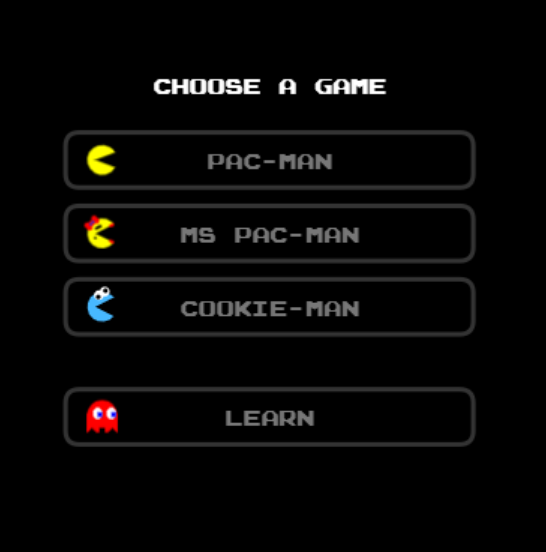 CHOOSE A GAME
PAC-MAN
MS PAC-MAN
COOKIE-MAN
LEARN